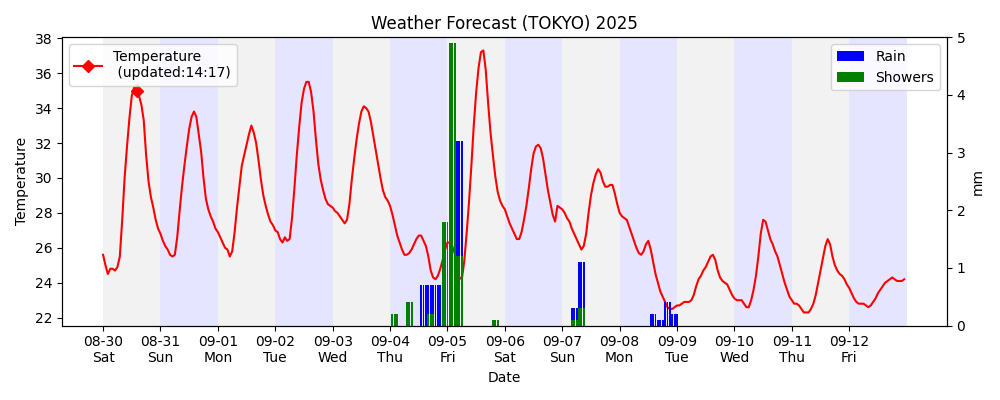 Weather Forecast (TOKYO) 2025
Temperature
(updated:14:17)
Rain
Showers
38
36
34
32
30
28
26
24
22
Temperature
5
4
3
2
1
0
mm
08-30 08-31 09-01 09-02 09-03 09-04 09-05 09-06 09-07 09-08 09-09 09-10 09-11 09-12
Sat Sun Mon Tue Wed Thu Fri Sat Sun Mon Tue Wed Thu Fri
Date